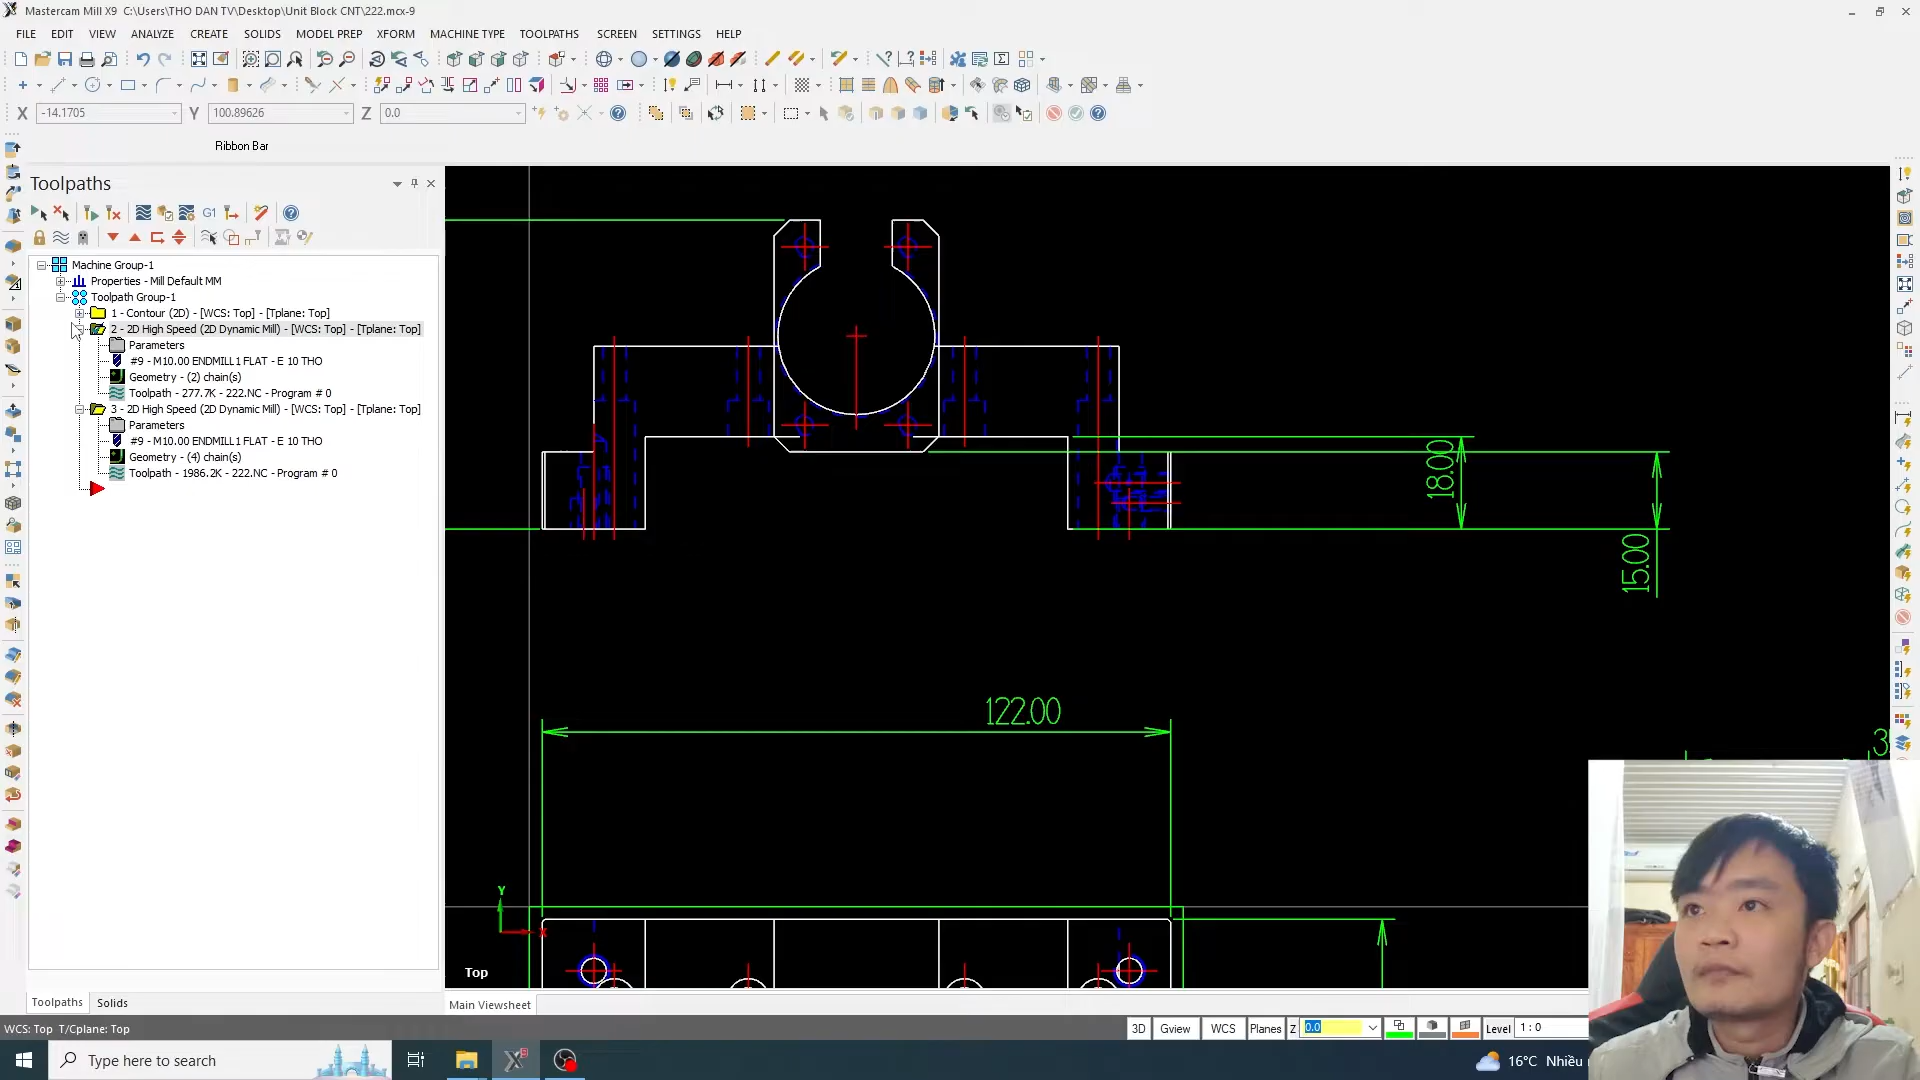 Mastercam Mill X9 C:\Users\THO DAN TV\Desktop\Unit Block CNT\222.mcx-9
FILE EDIT VIEW ANALYZE CREATE SOLIDS MODEL PREP XFORM MACHINE TYPE TOOLPATHS SCREEN SETTINGS HELP
X -14.1705 Y 100.89626 Z 0.0
Ribbon Bar
Toolpaths
G1
Machine Group-1
Properties - Mill Default MM
Toolpath Group-1
1 - Contour (2D) - [WCS: Top] - [Tplane: Top]
2 - 2D High Speed (2D Dynamic Mill) - [WCS: Top] - [Tplane: Top]
Parameters
#9 - M10.00 ENDMILL1 FLAT - E 10 THO
Geometry - (2) chain(s)
Toolpath - 277.7K - 222.NC - Program # 0
3 - 2D High Speed (2D Dynamic Mill) - [WCS: Top] - [Tplane: Top]
Parameters
#9 - M10.00 ENDMILL1 FLAT - E 10 THO
Geometry - (4) chain(s)
Toolpath - 1986.2K - 222.NC - Program # 0
18.00
15.00
122.00
3
Y
X
Top
Toolpaths Solids
Main Viewsheet
WCS: Top T/Cplane: Top
3D Gview WCS Planes Z 0.0 Level 1 : 0
Type here to search
16°C Nhiều